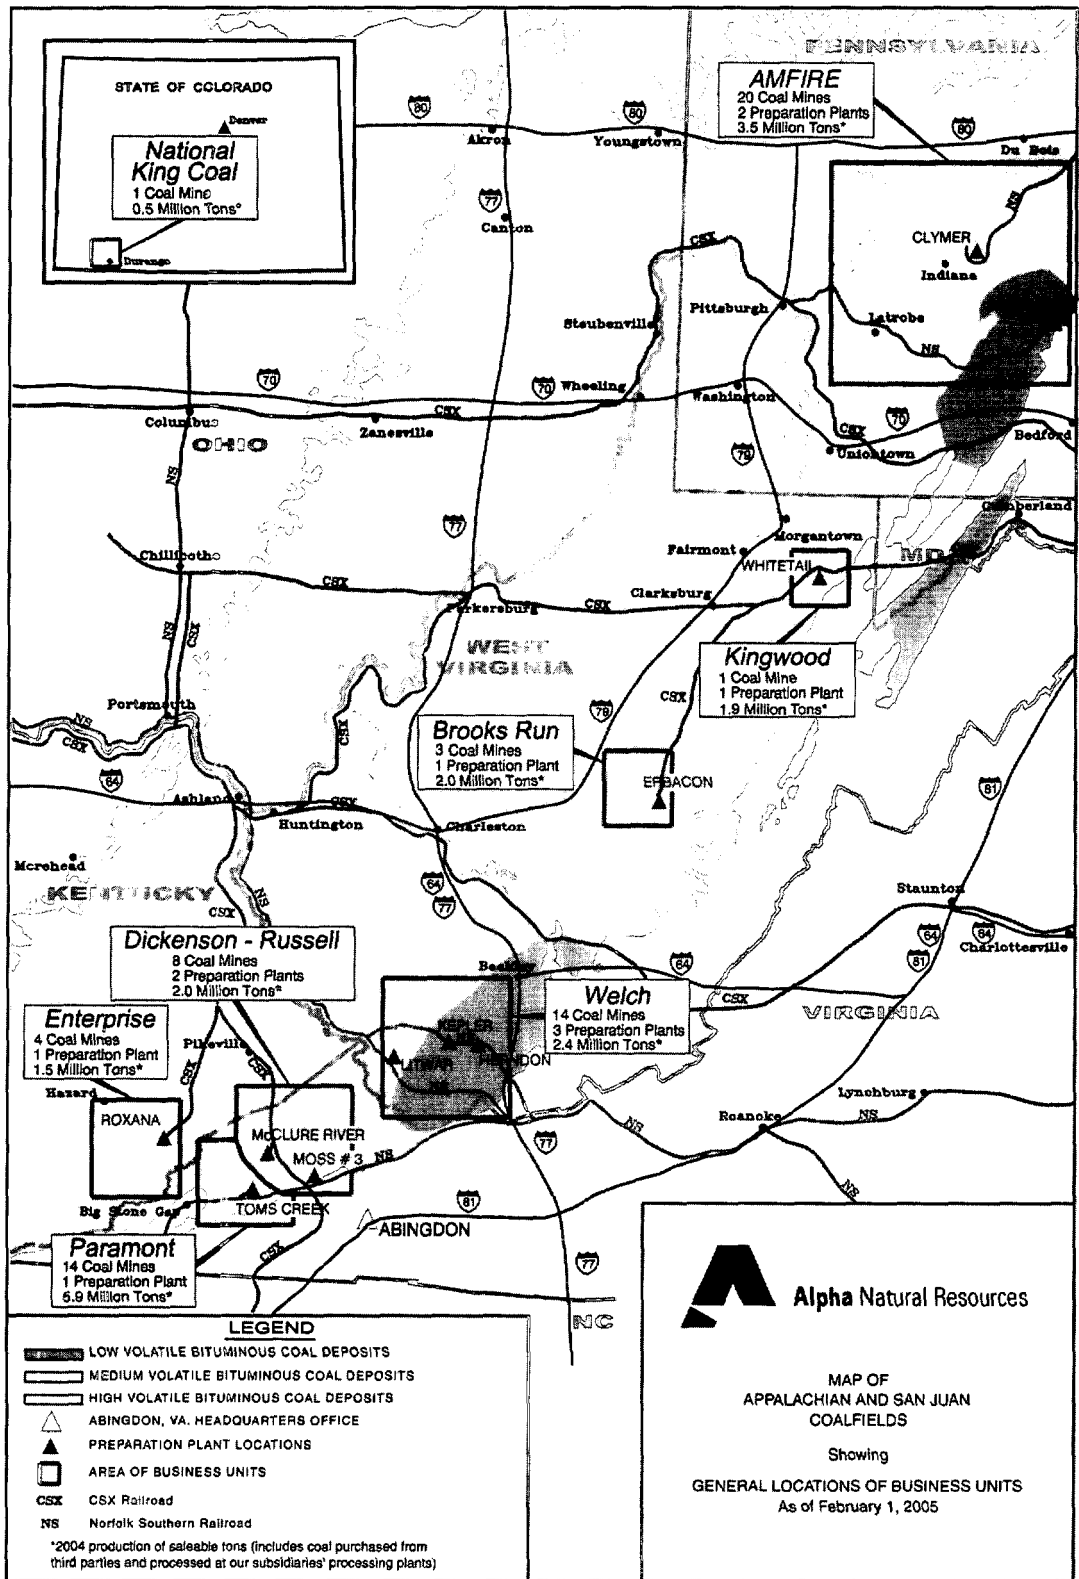 PENNSYLVANIA
STATE OF COLORADO
Denver
National
King Coal
1 Coal Mine
0.5 Million Tons*
Durango
AMFIRE
20 Coal Mines
2 Preparation Plants
3.5 Million Tons*
80
80
80
Akron
Youngstown
Du Bois
77
Canton
NS
CSX
CLYMER
Indiana
Pittsburgh
Latrobe
NS
Steubenville
70
70
Wheeling
Washington
CSX
Columbus
Zanesville
OHIO
CSX
70
Bedford
Uniontown
79
NS
77
Cumberland
Morgantown
Fairmont
MD
WHITETAIL
Chillicothe
CSX
Clarksburg
Parkersburg
CSX
NS
CSX
WEST
VIRGINIA
Kingwood
1 Coal Mine
1 Preparation Plant
1.9 Million Tons*
CSX
Portsmouth
NS
CSX
CSX
79
Brooks Run
3 Coal Mines
1 Preparation Plant
2.0 Million Tons*
ERBACON
64
81
Ashland
CSX
Huntington
Charleston
Morehead
KENTUCKY
64
77
NS
CSX
Staunton
64
64
Charlottesville
81
Dickenson - Russell
8 Coal Mines
2 Preparation Plants
2.0 Million Tons*
Beckley
64
CSX
VIRGINIA
Welch
14 Coal Mines
3 Preparation Plants
2.4 Million Tons*
Enterprise
4 Coal Mines
1 Preparation Plant
1.5 Million Tons*
Pikeville
CSX
CSX
KEPLER
LITWAR
HERNDON
NS
Hazard
ROXANA
Lynchburg
NS
Roanoke
NS
77
McCLURE RIVER
MOSS # 3
NS
NS
Big Stone Gap
TOMS CREEK
81
ABINGDON
CSX
77
Paramont
14 Coal Mines
1 Preparation Plant
5.9 Million Tons*
NC
LEGEND
LOW VOLATILE BITUMINOUS COAL DEPOSITS
MEDIUM VOLATILE BITUMINOUS COAL DEPOSITS
HIGH VOLATILE BITUMINOUS COAL DEPOSITS
ABINGDON, VA. HEADQUARTERS OFFICE
PREPARATION PLANT LOCATIONS
AREA OF BUSINESS UNITS
CSX CSX Railroad
NS Norfolk Southern Railroad
*2004 production of saleable tons (includes coal purchased from
third parties and processed at our subsidiaries' processing plants)
Alpha Natural Resources
MAP OF
APPALACHIAN AND SAN JUAN
COALFIELDS
Showing
GENERAL LOCATIONS OF BUSINESS UNITS
As of February 1, 2005